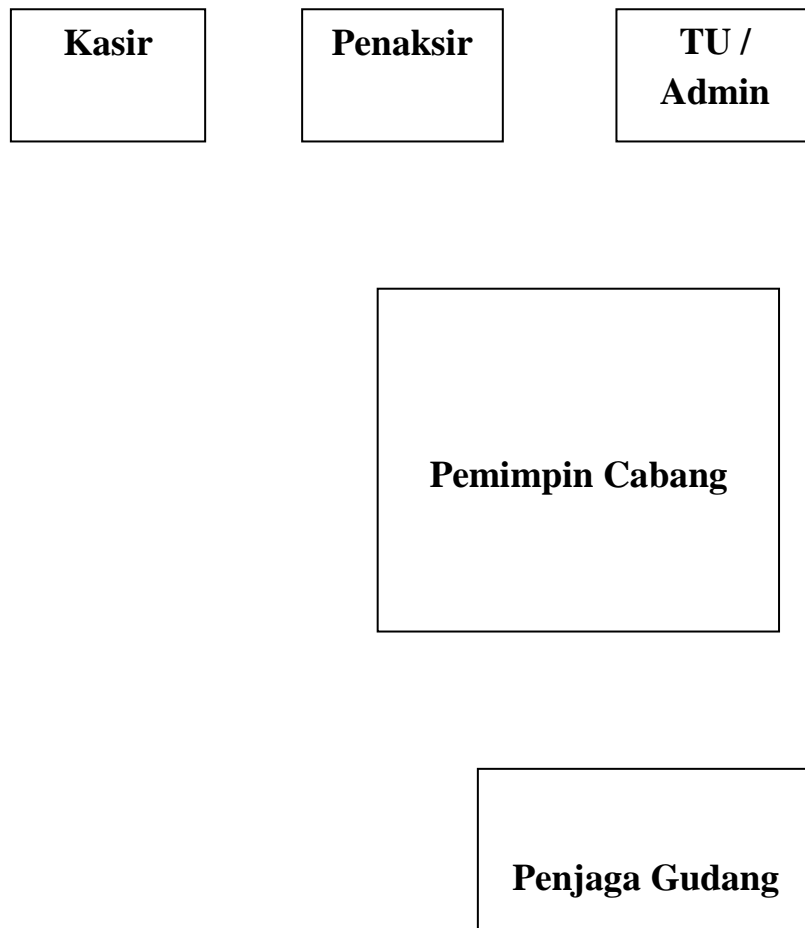 Kasir
Penaksir
TU /
Admin
Pemimpin Cabang
Penjaga Gudang